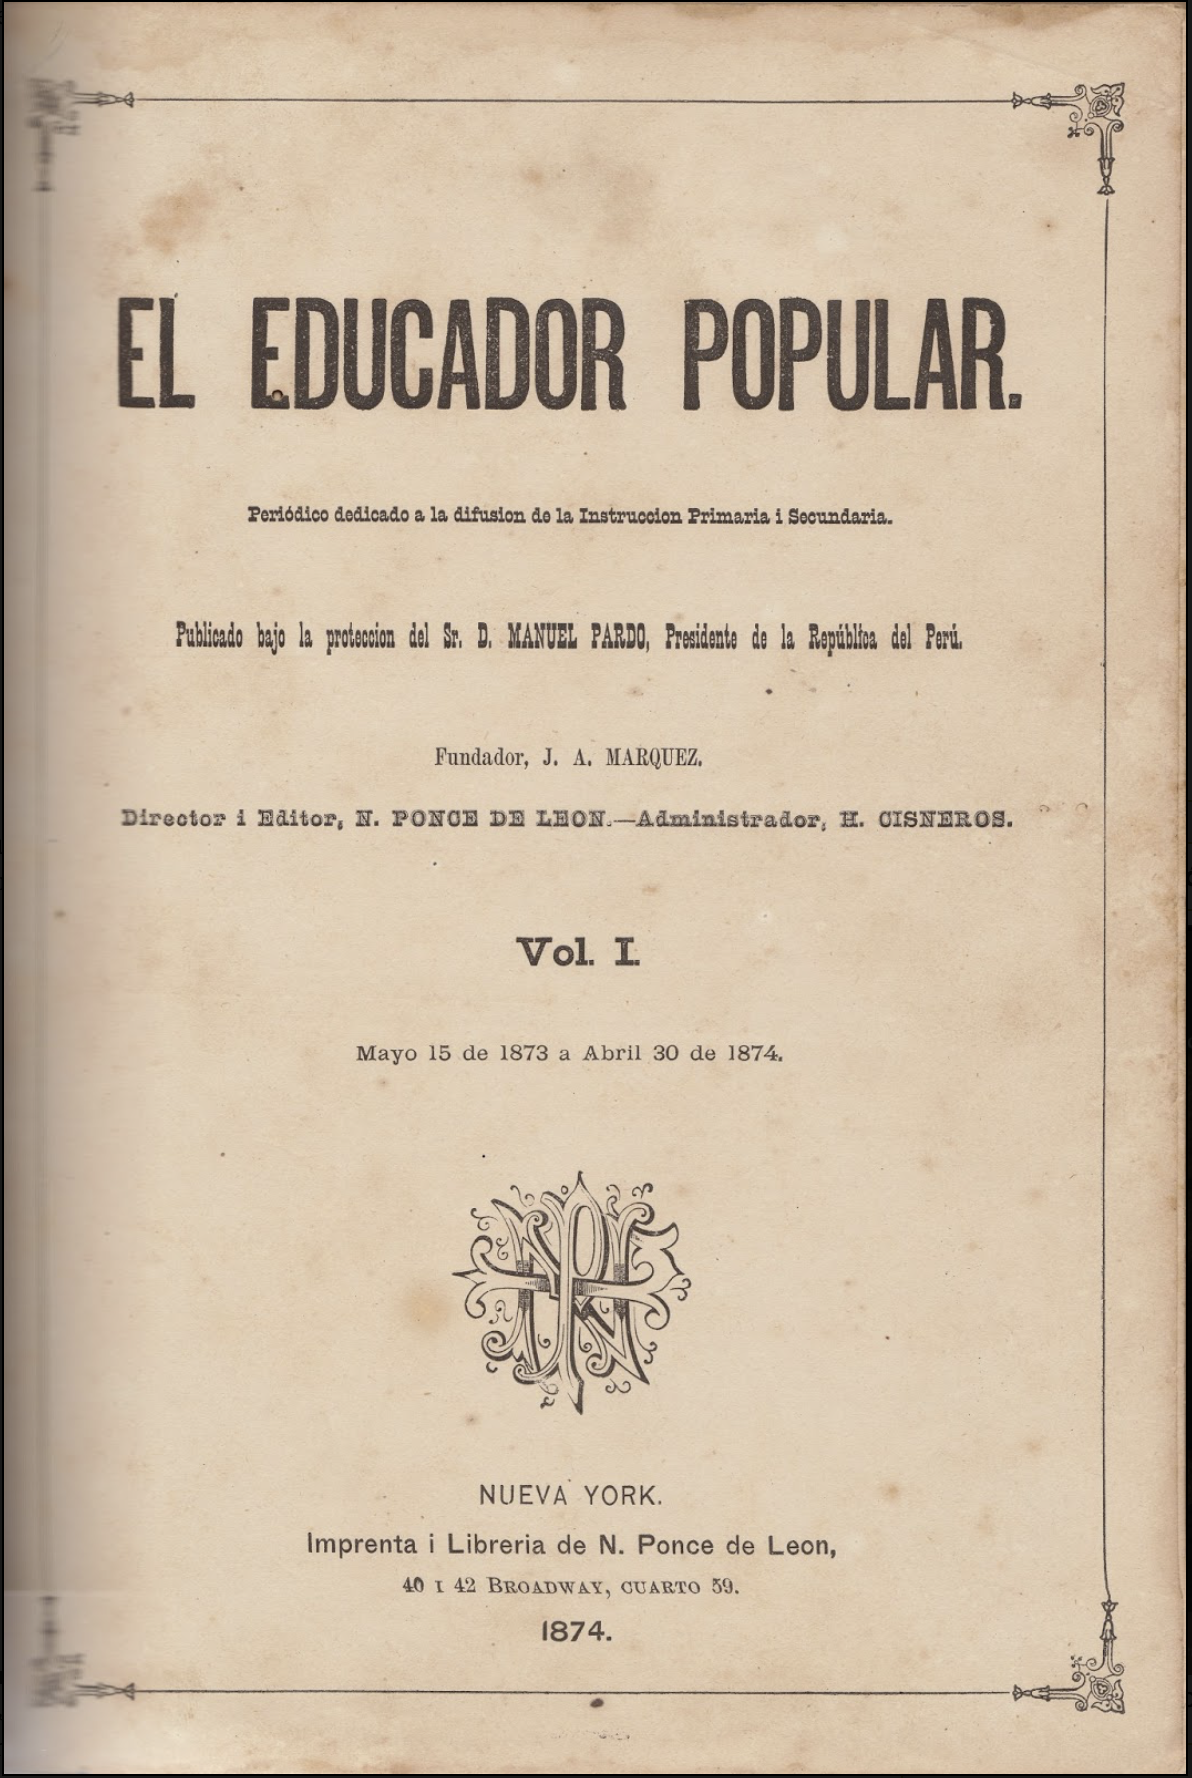 EL EDUCADOR POPULAR.
Periódico dedicado a la difusion de la Instruccion Primaria i Secundaria.
Publicado bajo la proteccion del Sr. D. MANUEL PARDO, Presidente de la República del Perú.
Fundador, J. A. MARQUEZ.
Director i Editor, N. PONCE DE LEON.—Administrador, H. CISNEROS.
Vol. I.
Mayo 15 de 1873 a Abril 30 de 1874.
NUEVA YORK.
Imprenta i Libreria de N. Ponce de Leon,
40 I 42 BROADWAY, CUARTO 59.
1874.